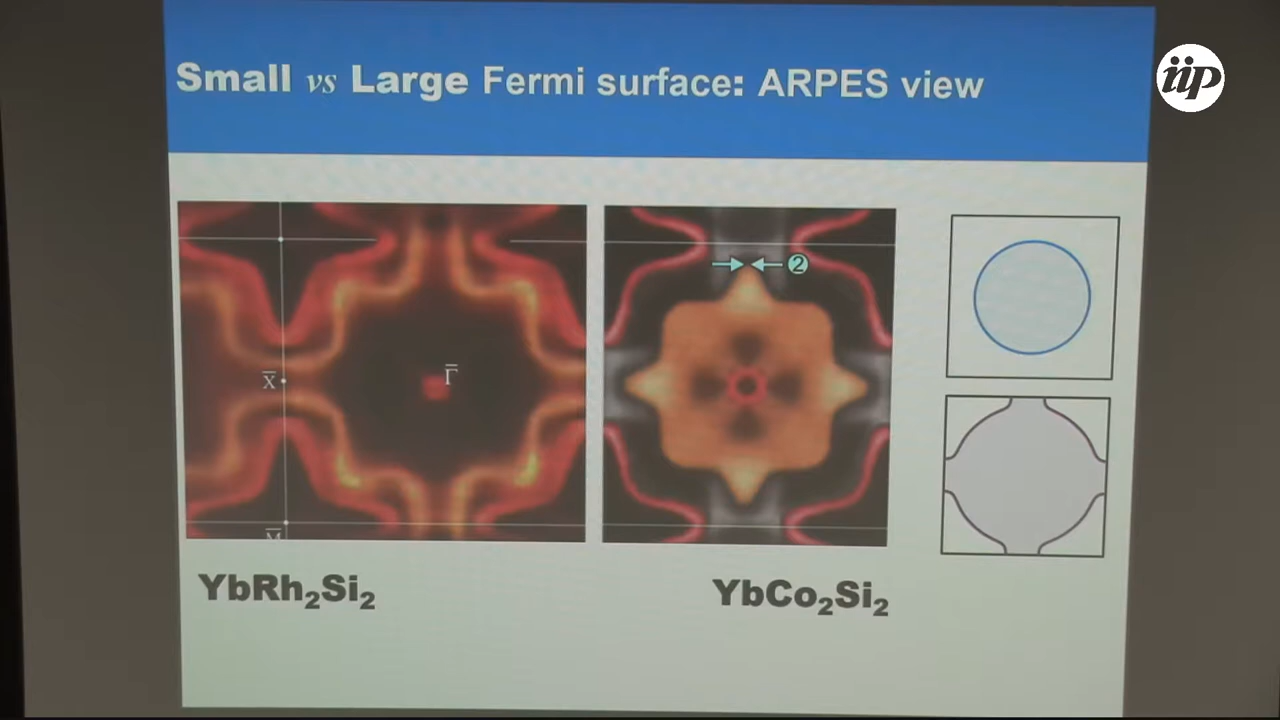 Small vs Large Fermi surface: ARPES view
iip
②
X̅
Γ̅
M̅
YbRh₂Si₂
YbCo₂Si₂